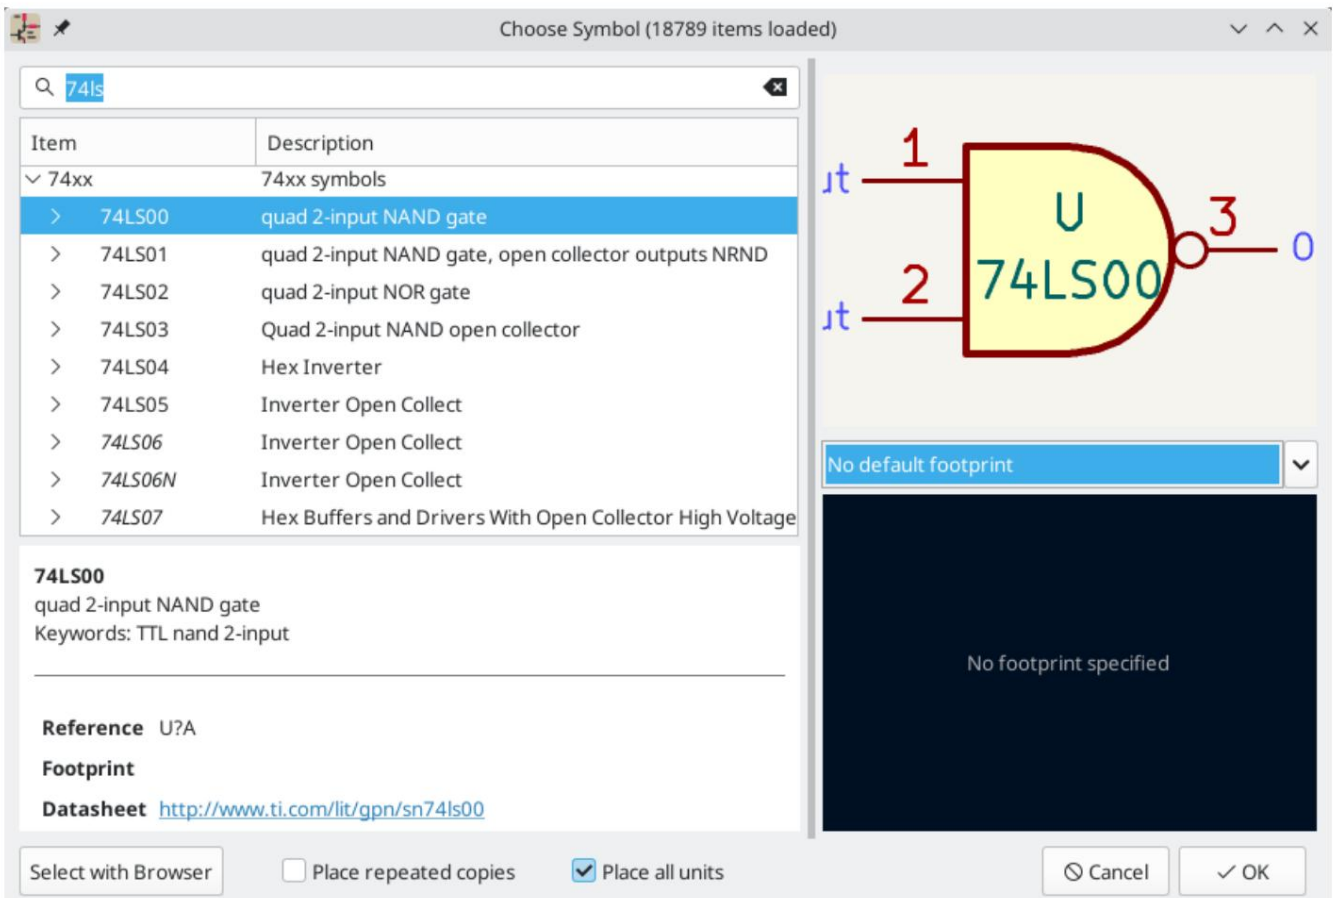 Choose Symbol (18789 items loaded)
74ls
Item Description
74xx 74xx symbols
74LS00 quad 2-input NAND gate
74LS01 quad 2-input NAND gate, open collector outputs NRND
74LS02 quad 2-input NOR gate
74LS03 Quad 2-input NAND open collector
74LS04 Hex Inverter
74LS05 Inverter Open Collect
74LS06 Inverter Open Collect
74LS06N Inverter Open Collect
74LS07 Hex Buffers and Drivers With Open Collector High Voltage
74LS00
quad 2-input NAND gate
Keywords: TTL nand 2-input
Reference U?A
Footprint
Datasheet http://www.ti.com/lit/gpn/sn74ls00
1
U
3
2
74LS00
No default footprint
No footprint specified
Select with Browser Place repeated copies Place all units Cancel OK